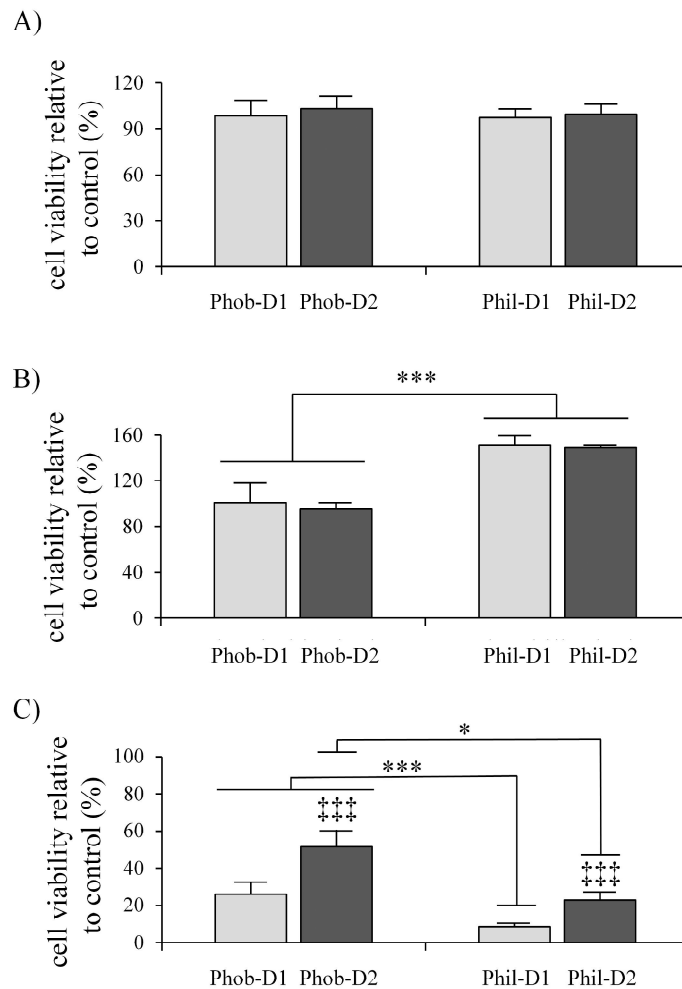 A)
cell viability relative
to control (%)
120
90
60
30
0
Phob-D1 Phob-D2 Phil-D1 Phil-D2
B)
***
cell viability relative
to control (%)
160
120
80
40
0
Phob-D1 Phob-D2 Phil-D1 Phil-D2
C)
cell viability relative
to control (%)
100
80
60
40
20
0
*
***
‡‡‡
‡‡‡
Phob-D1 Phob-D2 Phil-D1 Phil-D2